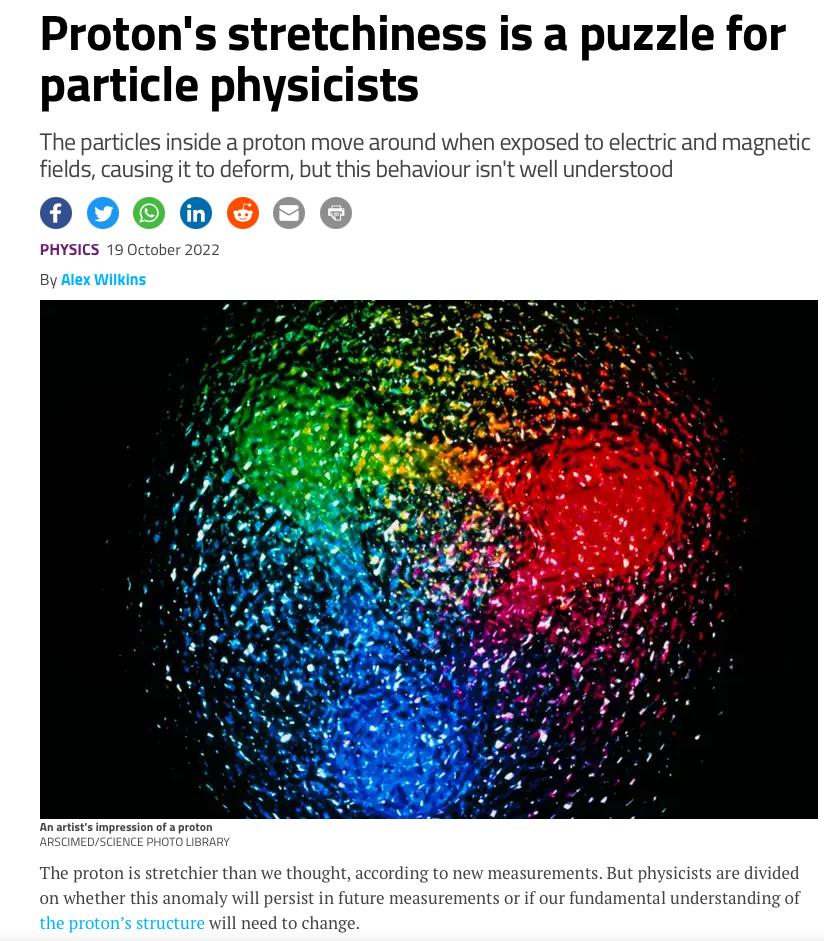 Proton's stretchiness is a puzzle for
particle physicists
The particles inside a proton move around when exposed to electric and magnetic
fields, causing it to deform, but this behaviour isn't well understood
PHYSICS 19 October 2022
By Alex Wilkins
An artist's impression of a proton
ARSCIMED/SCIENCE PHOTO LIBRARY
The proton is stretchier than we thought, according to new measurements. But physicists are divided
on whether this anomaly will persist in future measurements or if our fundamental understanding of
the proton's structure will need to change.